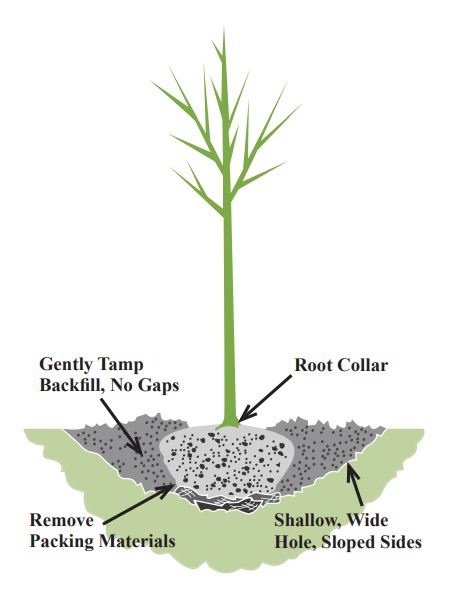 Gently Tamp
Backfill, No Gaps
Root Collar
Remove
Packing Materials
Shallow, Wide
Hole, Sloped Sides